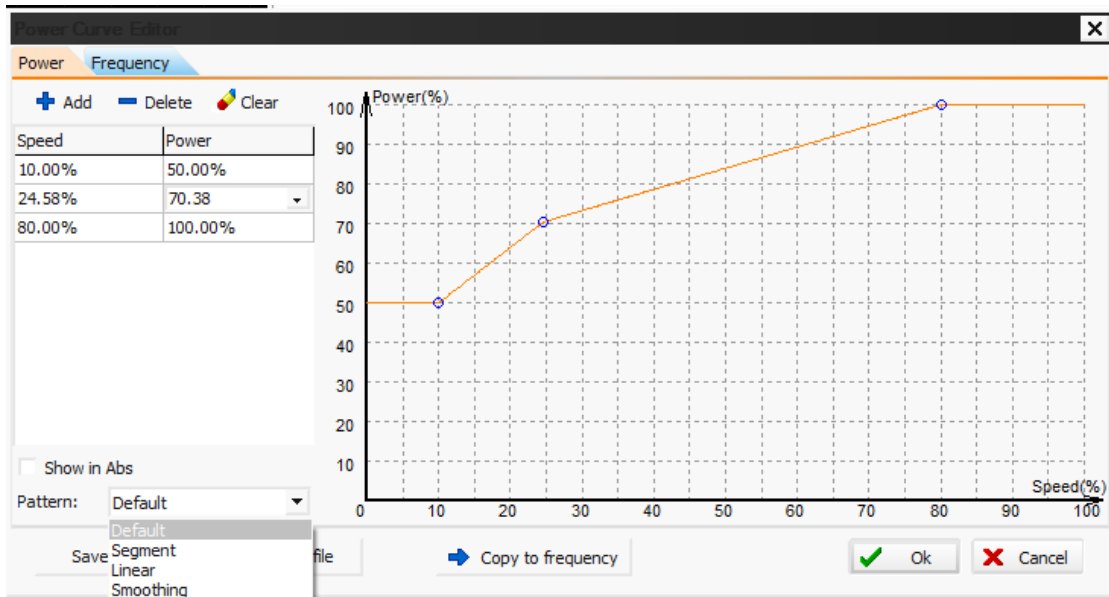 Power Curve Editor
Power Frequency
Add Delete Clear
Speed Power
10.00% 50.00%
24.58% 70.38
80.00% 100.00%
Show in Abs
Pattern: Default
Default
Segment
Linear
Smoothing
Power(%)
100
90
80
70
60
50
40
30
20
10
Speed(%)
0 10 20 30 40 50 60 70 80 90 100
Save file Copy to frequency Ok Cancel